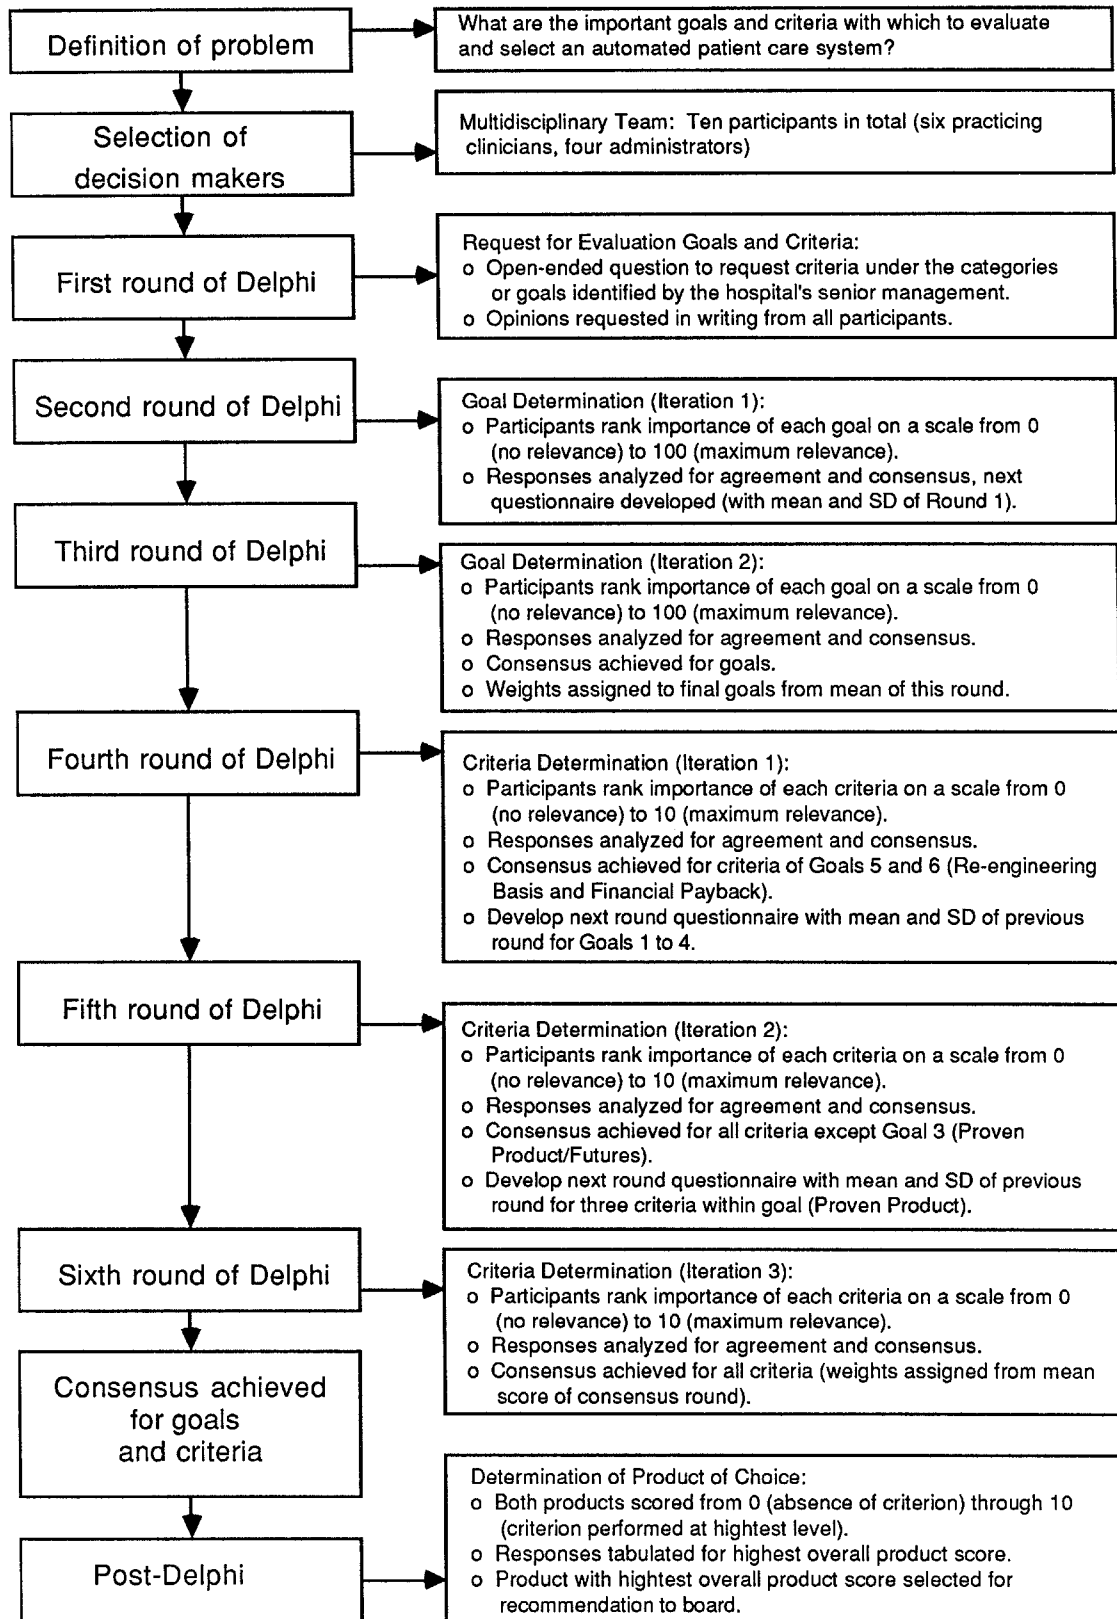 Definition of problem
What are the important goals and criteria with which to evaluate
and select an automated patient care system?
Selection of
decision makers
Multidisciplinary Team: Ten participants in total (six practicing
clinicians, four administrators)
First round of Delphi
Request for Evaluation Goals and Criteria:
o Open-ended question to request criteria under the categories
or goals identified by the hospital's senior management.
o Opinions requested in writing from all participants.
Second round of Delphi
Goal Determination (Iteration 1):
o Participants rank importance of each goal on a scale from 0
(no relevance) to 100 (maximum relevance).
o Responses analyzed for agreement and consensus, next
questionnaire developed (with mean and SD of Round 1).
Third round of Delphi
Goal Determination (Iteration 2):
o Participants rank importance of each goal on a scale from 0
(no relevance) to 100 (maximum relevance).
o Responses analyzed for agreement and consensus.
o Consensus achieved for goals.
o Weights assigned to final goals from mean of this round.
Fourth round of Delphi
Criteria Determination (Iteration 1):
o Participants rank importance of each criteria on a scale from 0
(no relevance) to 10 (maximum relevance).
o Responses analyzed for agreement and consensus.
o Consensus achieved for criteria of Goals 5 and 6 (Re-engineering
Basis and Financial Payback).
o Develop next round questionnaire with mean and SD of previous
round for Goals 1 to 4.
Fifth round of Delphi
Criteria Determination (Iteration 2):
o Participants rank importance of each criteria on a scale from 0
(no relevance) to 10 (maximum relevance).
o Responses analyzed for agreement and consensus.
o Consensus achieved for all criteria except Goal 3 (Proven
Product/Futures).
o Develop next round questionnaire with mean and SD of previous
round for three criteria within goal (Proven Product).
Sixth round of Delphi
Criteria Determination (Iteration 3):
o Participants rank importance of each criteria on a scale from 0
(no relevance) to 10 (maximum relevance).
o Responses analyzed for agreement and consensus.
o Consensus achieved for all criteria (weights assigned from mean
score of consensus round).
Consensus achieved
for goals
and criteria
Determination of Product of Choice:
o Both products scored from 0 (absence of criterion) through 10
(criterion performed at highest level).
o Responses tabulated for highest overall product score.
o Product with hightest overall product score selected for
recommendation to board.
Post-Delphi